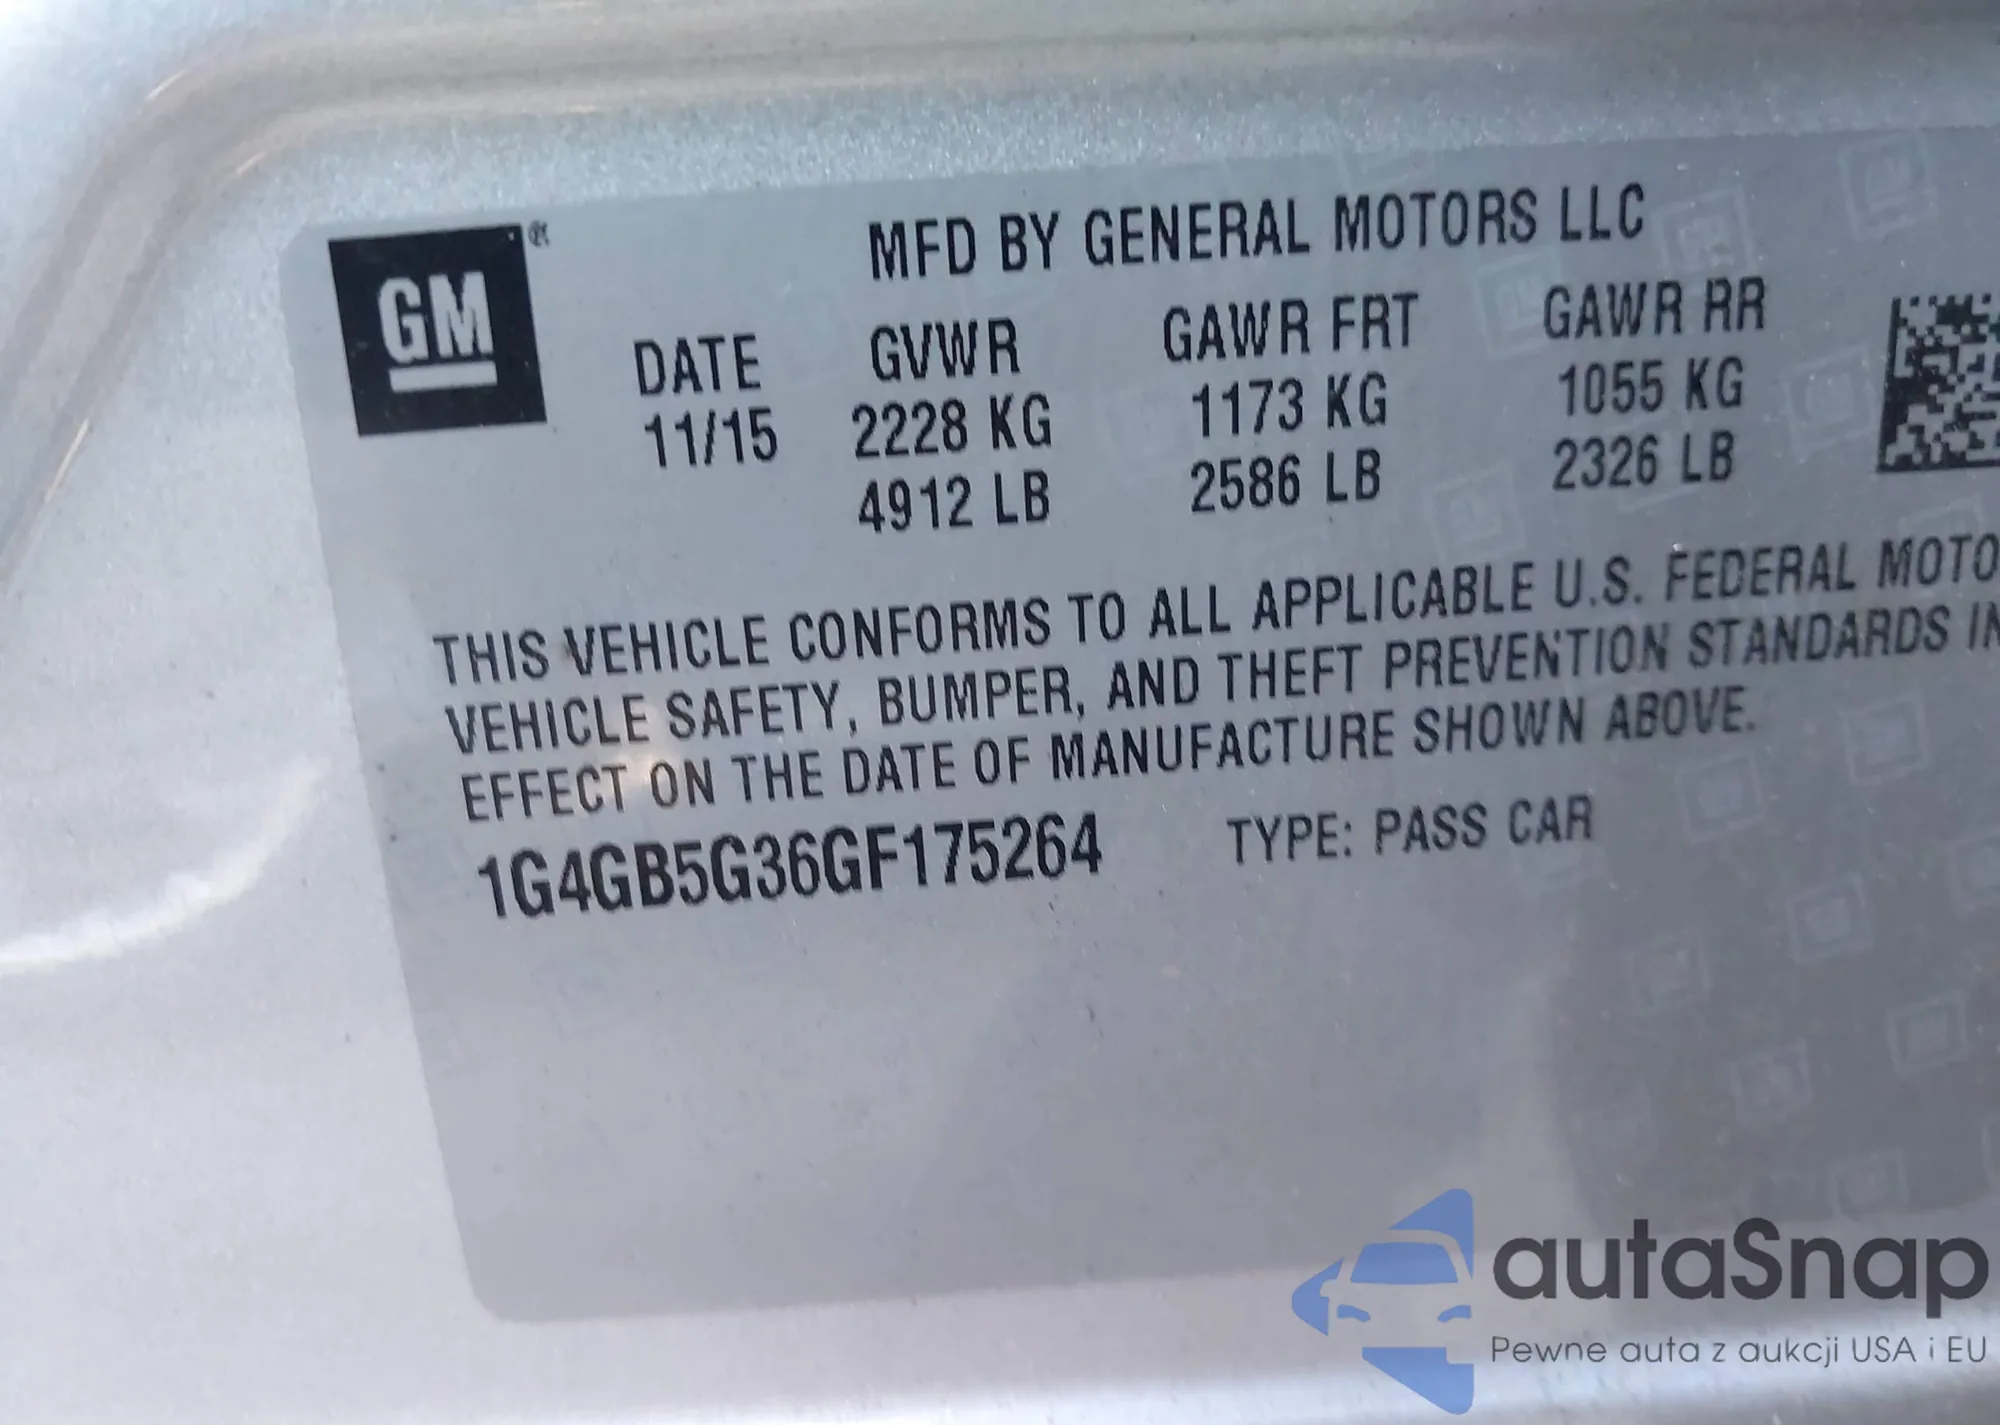 GM ®
MFD BY GENERAL MOTORS LLC
DATE GVWR GAWR FRT GAWR RR
11/15 2228 KG 1173 KG 1055 KG
4912 LB 2586 LB 2326 LB
THIS VEHICLE CONFORMS TO ALL APPLICABLE U.S. FEDERAL MOTO
VEHICLE SAFETY, BUMPER, AND THEFT PREVENTION STANDARDS IN
EFFECT ON THE DATE OF MANUFACTURE SHOWN ABOVE.
1G4GB5G36GF175264 TYPE: PASS CAR
autaSnap
Pewne auta z aukcji USA i EU